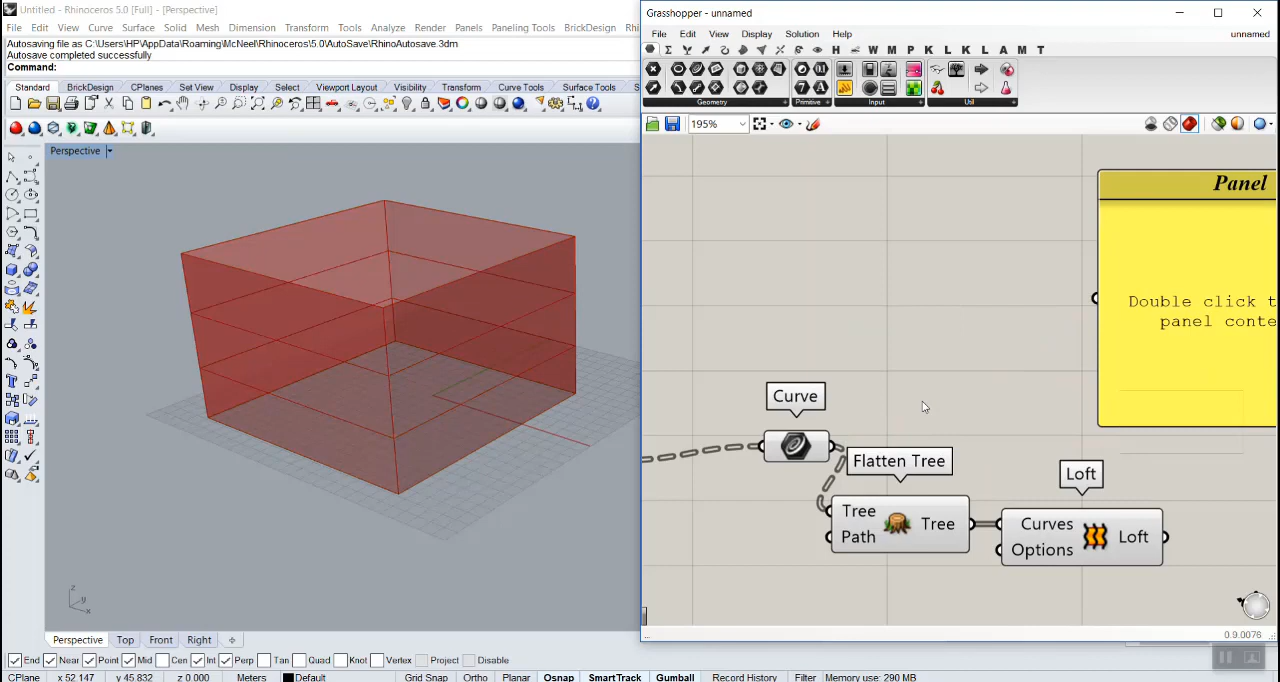 Untitled - Rhinoceros 5.0 [Full] - [Perspective]
File Edit View Curve Surface Solid Mesh Dimension Transform Tools Analyze Render Panels Paneling Tools BrickDesign
Autosaving file as C:\Users\HP\AppData\Roaming\McNeel\Rhinoceros\5.0\AutoSave\RhinoAutosave.3dm
Autosave completed successfully
Command:
Standard BrickDesign CPlanes Set View Display Select Viewport Layout Visibility Transform Curve Tools Surface Tools
Perspective
z
y
x
Perspective Top Front Right
End Near Point Mid Cen Int Perp Tan Quad Knot Vertex Project Disable
CPlane x 52.147 y 45.832 z 0.000 Meters Default Grid Snap Ortho Planar Osnap SmartTrack Gumball Record History Filter Memory use: 290 MB
Grasshopper - unnamed
File Edit View Display Solution Help unnamed
H W M P K L K L A M T
Geometry Primitive Input Util
195%
Panel
Double click t
panel conte
Curve
Flatten Tree
Tree Tree
Path
Loft
Curves Loft
Options
0.9.0076